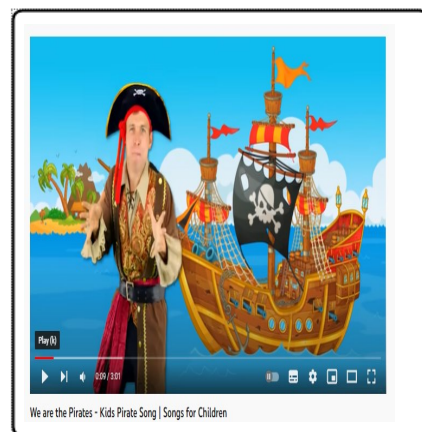 Play (k)
0:09 / 3:01
We are the Pirates - Kids Pirate Song | Songs for Children